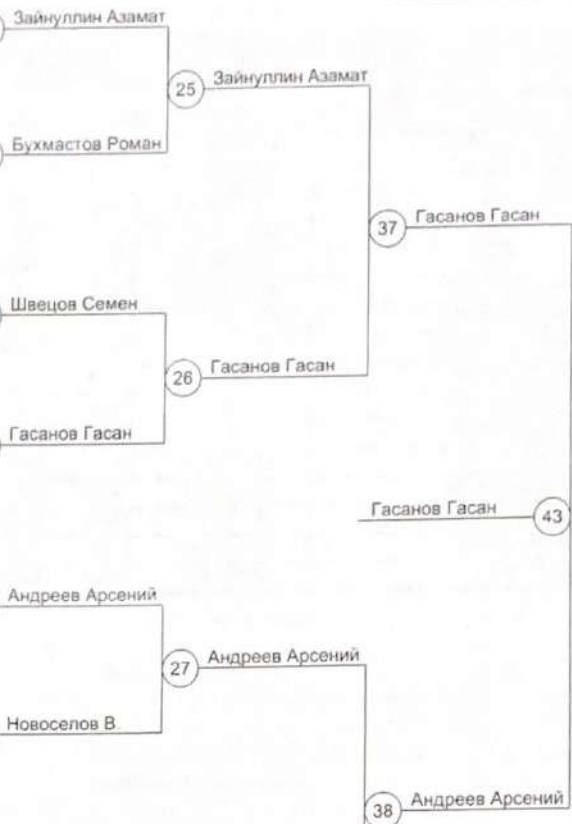 Зайнуллин Азамат
25
Зайнуллин Азамат
Бухмастов Роман
37
Гасанов Гасан
Швецов Семен
26
Гасанов Гасан
Гасанов Гасан
Гасанов Гасан
43
Андреев Арсений
27
Андреев Арсений
Новоселов В.
38
Андреев Арсений